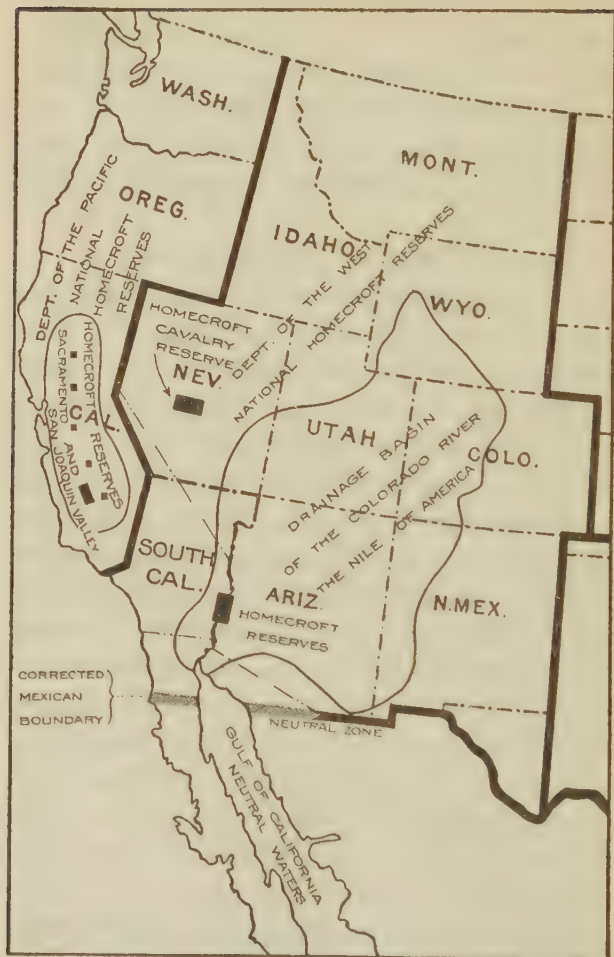 WASH.
MONT.
OREG.
IDAHO
DEPT. OF THE PACIFIC
NATIONAL
HOMECROFT
RESERVES
DEPT. OF THE WEST
NATIONAL HOMECROFT RESERVES
WYO.
HOMECROFT
CAVALRY
RESERVE
NEV.
HOMECROFT RESERVES
CAL.
SACRAMENTO AND
SAN JOAQUIN VALLEY
UTAH
COLO.
DRAINAGE BASIN
OF THE COLORADO RIVER
THE NILE OF AMERICA
SOUTH
CAL.
ARIZ.
HOMECROFT
RESERVES
N.MEX.
CORRECTED
MEXICAN
BOUNDARY
NEUTRAL ZONE
GULF OF CALIFORNIA
NEUTRAL WATERS